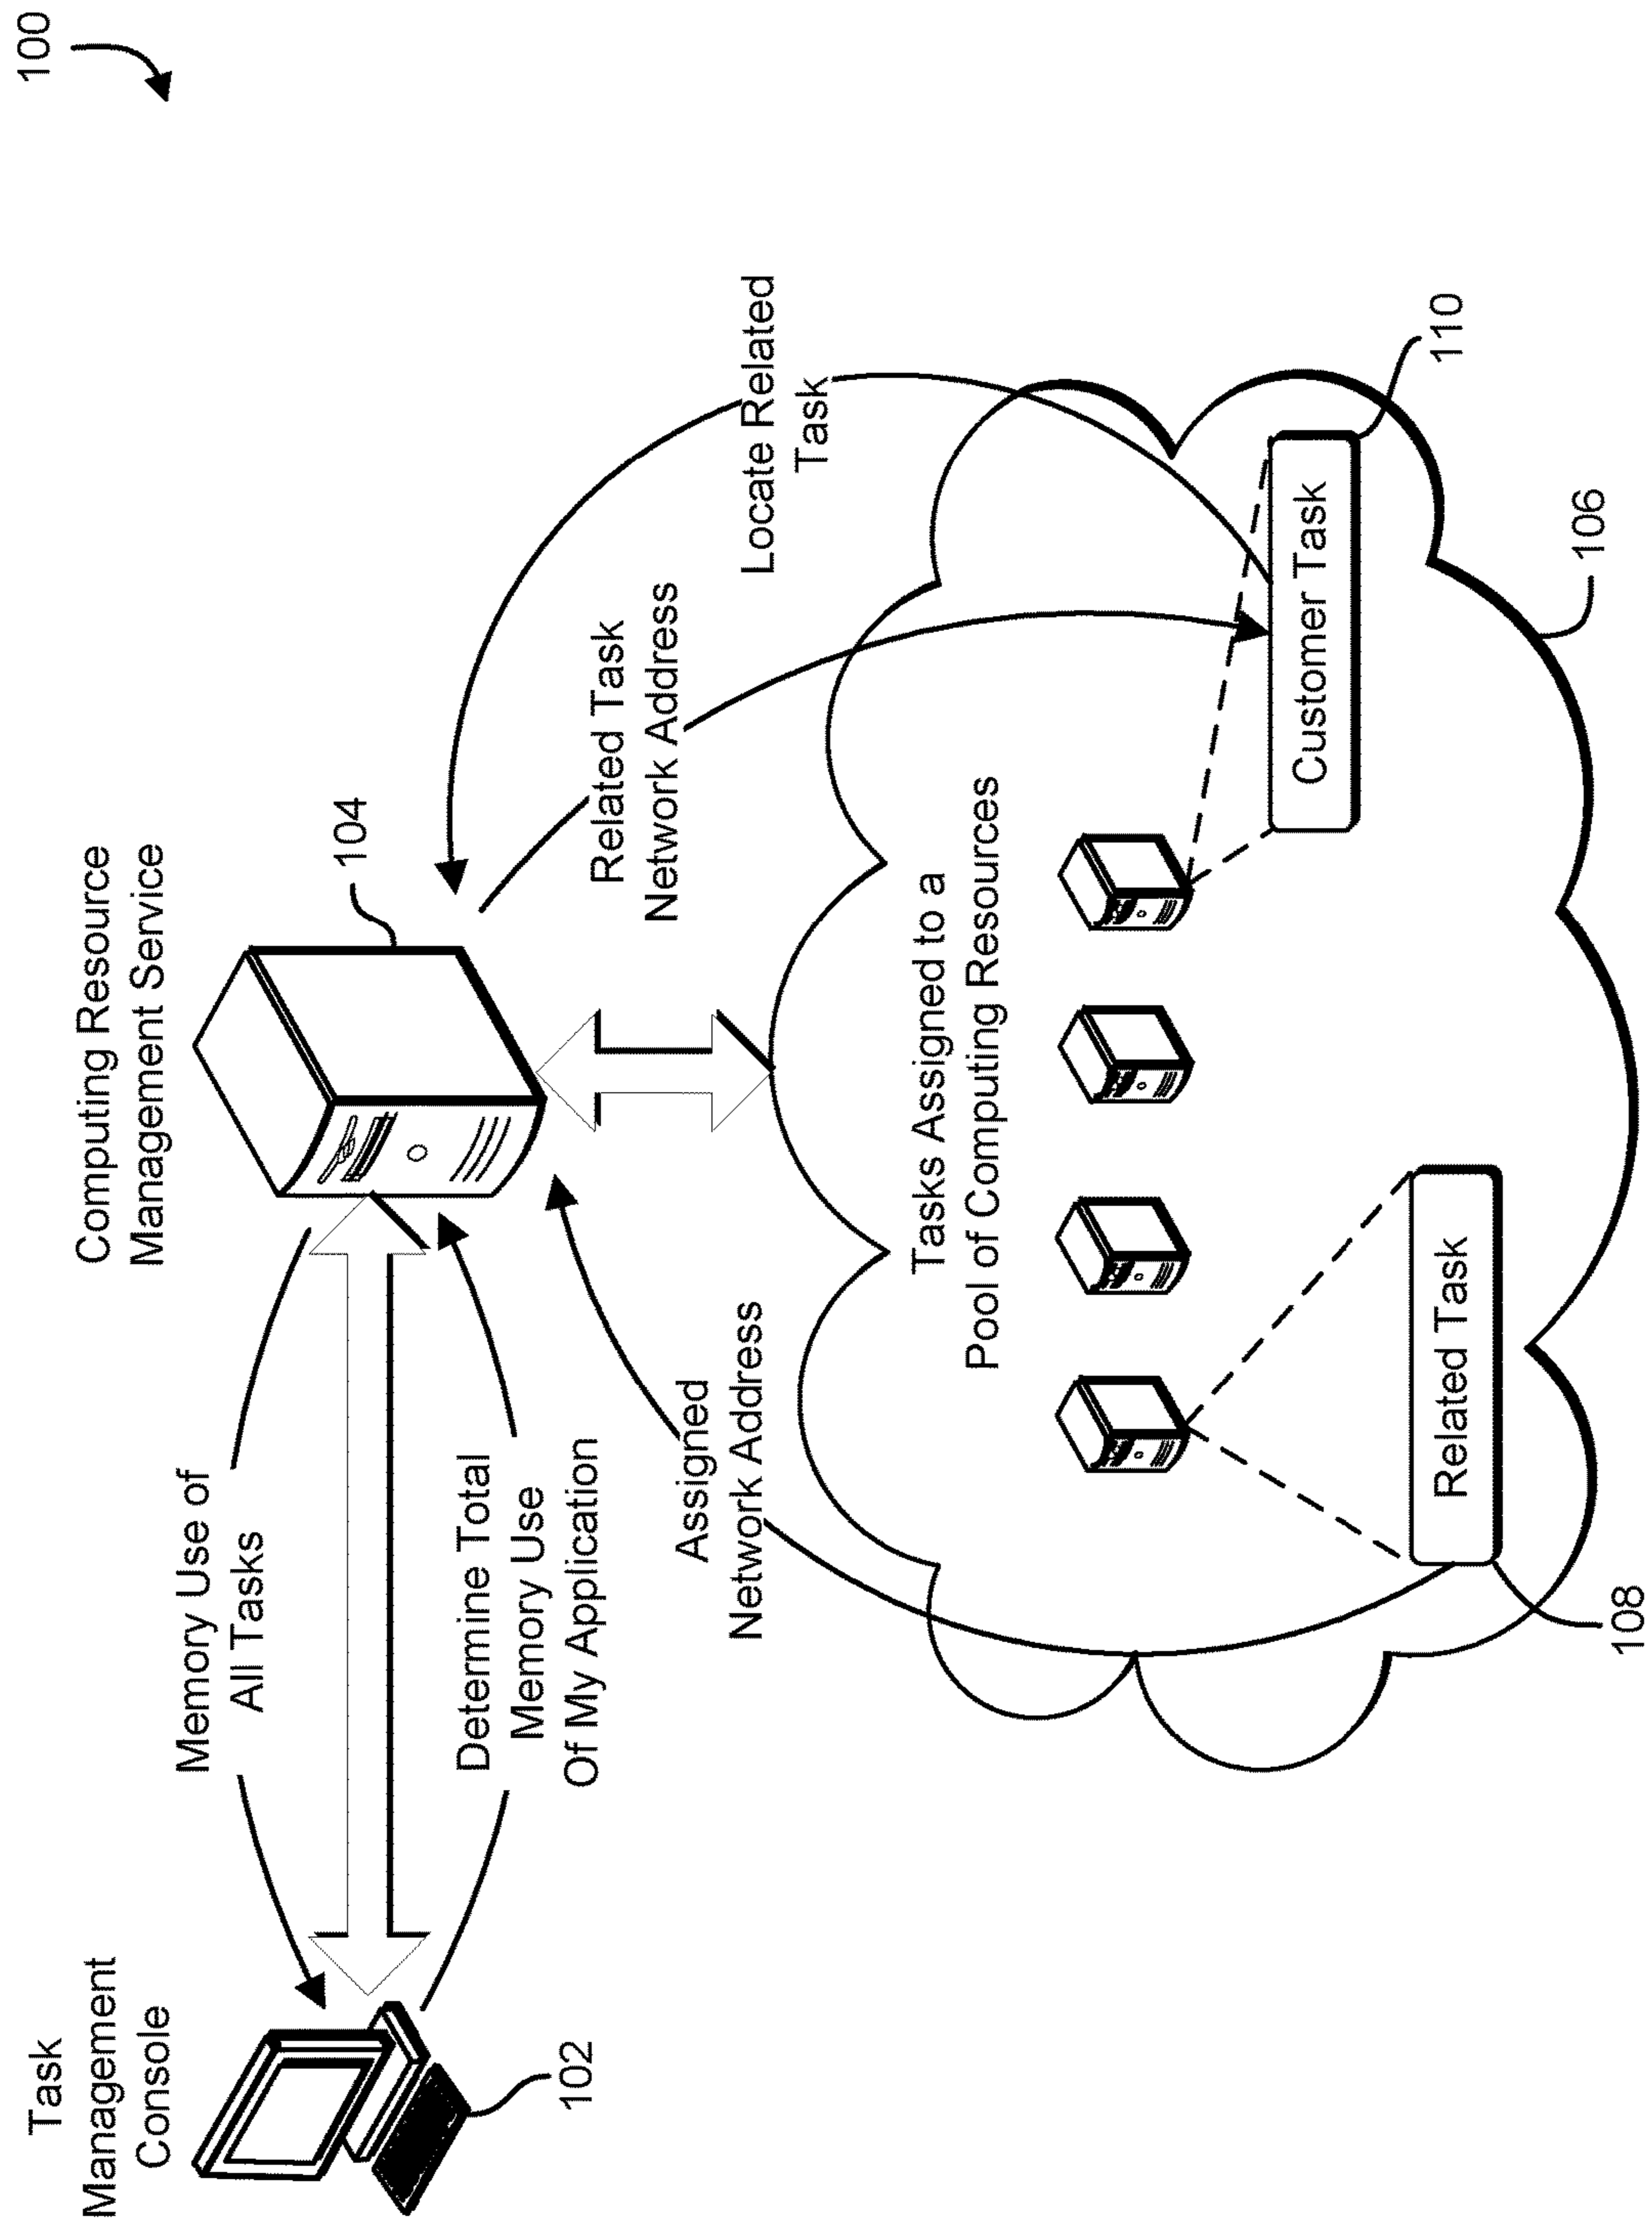 100
Task
Management
Console
Computing Resource
Management Service
104
Memory Use of
All Tasks
Determine Total
Memory Use
Of My Application
102
Related Task
Network Address
Locate Related
Task
Assigned
Network Address
Tasks Assigned to a
Pool of Computing Resources
Customer Task
110
Related Task
106
108